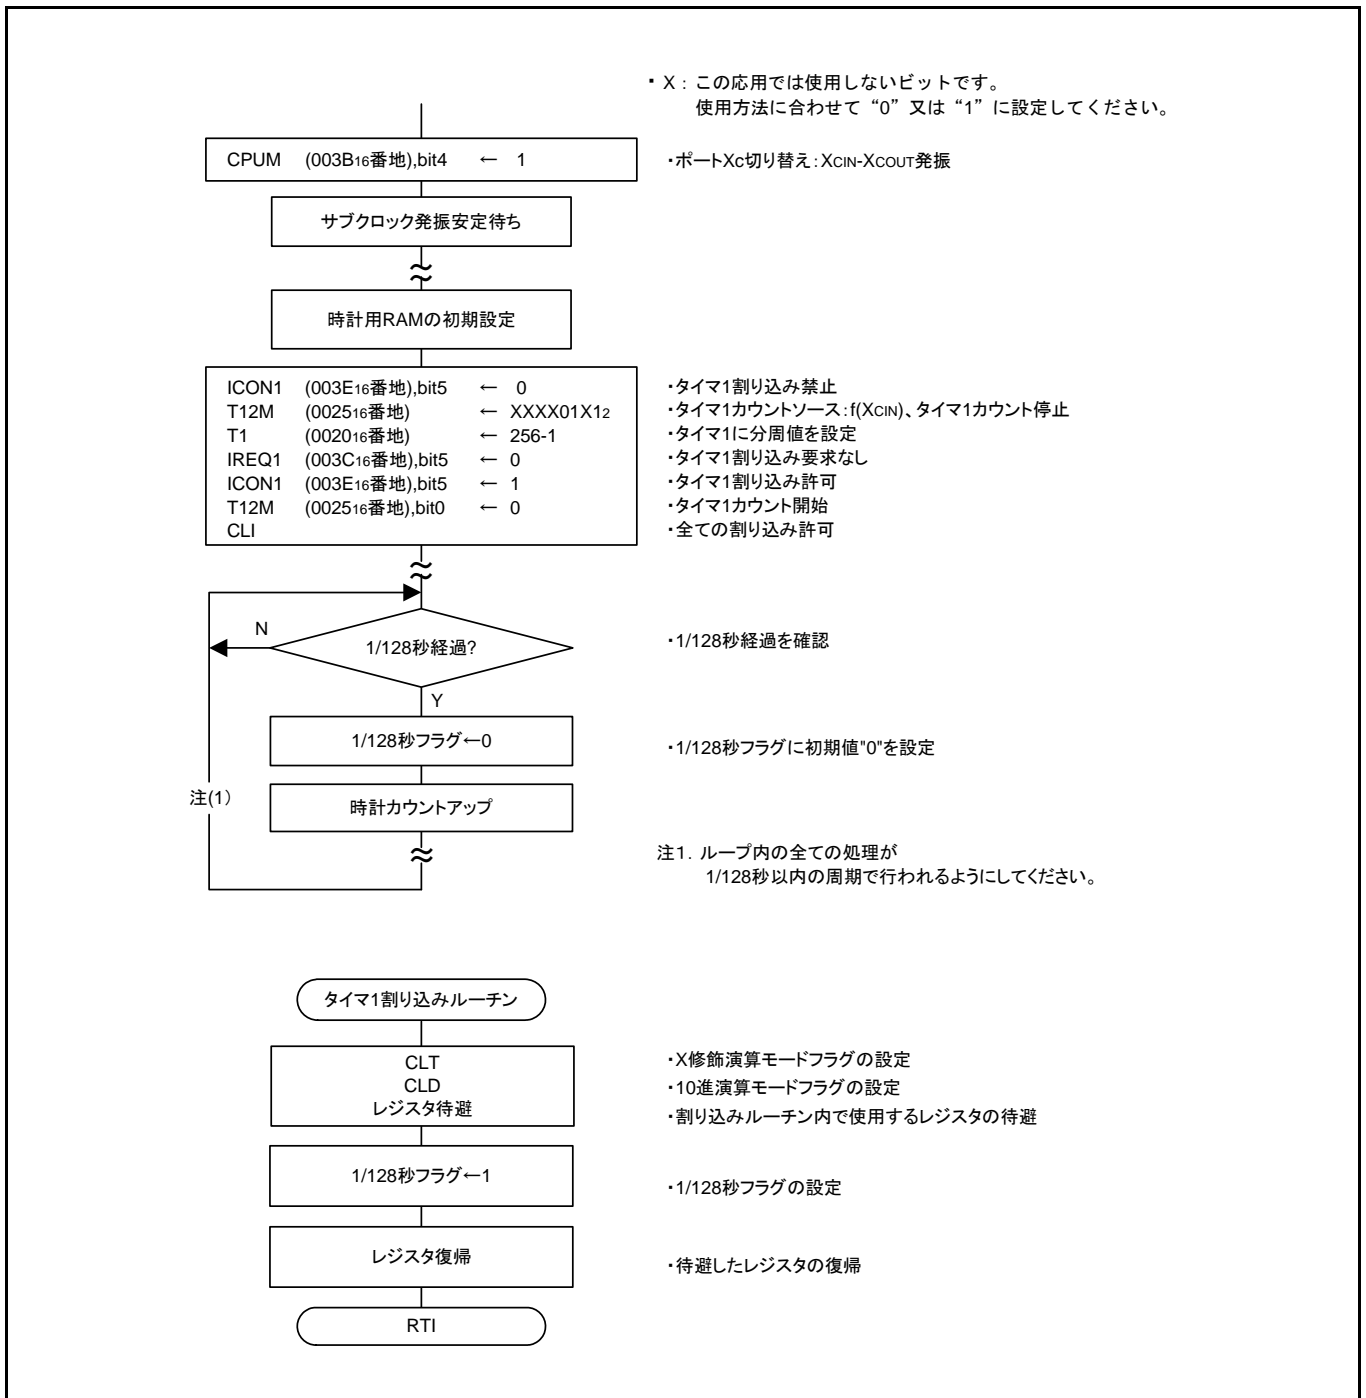 ・X：この応用では使用しないビットです。
使用方法に合わせて“0”又は“1”に設定してください。
CPUM (003B16番地),bit4 ← 1
・ポートXc切り替え：XCIN-XCOUT発振
サブクロック発振安定待ち
時計用RAMの初期設定
ICON1 (003E16番地),bit5 ← 0
・タイマ1割り込み禁止
T12M (002516番地) ← XXXX01X12
・タイマ1カウントソース：f(XCIN)、タイマ1カウント停止
T1 (002016番地) ← 256-1
・タイマ1に分周値を設定
IREQ1 (003C16番地),bit5 ← 0
・タイマ1割り込み要求なし
ICON1 (003E16番地),bit5 ← 1
・タイマ1割り込み許可
T12M (002516番地),bit0 ← 0
・タイマ1カウント開始
CLI
・全ての割り込み許可
N
1/128秒経過?
・1/128秒経過を確認
Y
1/128秒フラグ←0
・1/128秒フラグに初期値"0"を設定
注(1)
時計カウントアップ
注1．ループ内の全ての処理が
1/128秒以内の周期で行われるようにしてください。
タイマ1割り込みルーチン
CLT
・X修飾演算モードフラグの設定
CLD
・10進演算モードフラグの設定
レジスタ待避
・割り込みルーチン内で使用するレジスタの待避
1/128秒フラグ←1
・1/128秒フラグの設定
レジスタ復帰
・待避したレジスタの復帰
RTI